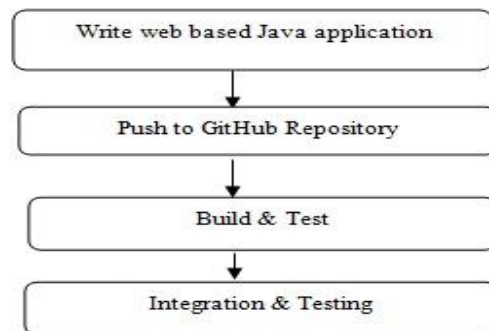 Write web based Java application
Push to GitHub Repository
Build & Test
Integration & Testing